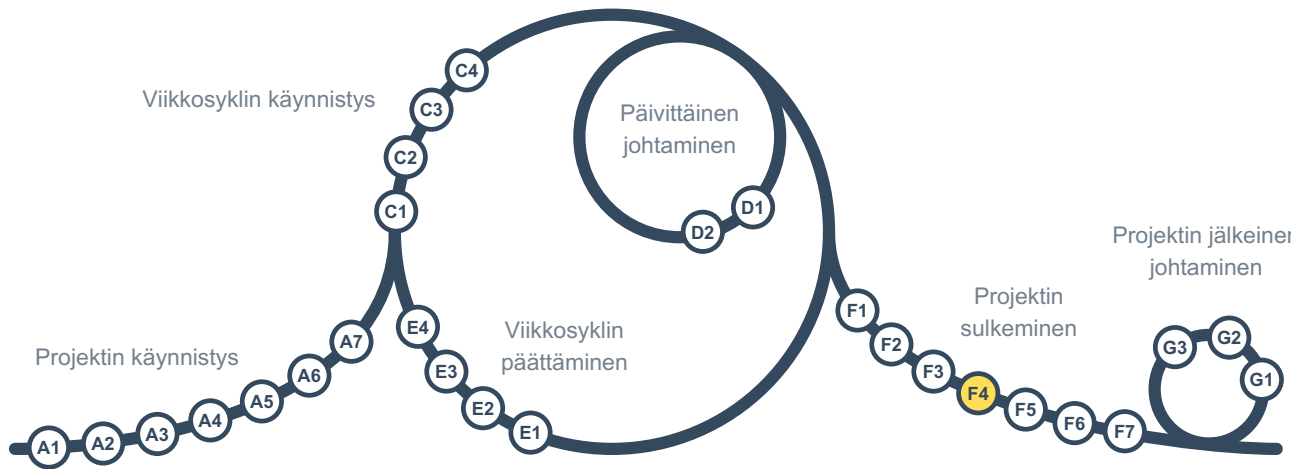 Viikkosyklin käynnistys
Päivittäinen
johtaminen
Projektin jälkeinen
johtaminen
Projektin
sulkeminen
Viikkosyklin
päättäminen
Projektin käynnistys
A1
A2
A3
A4
A5
A6
A7
C1
C2
C3
C4
D1
D2
E1
E2
E3
E4
F1
F2
F3
F4
F5
F6
F7
G1
G2
G3